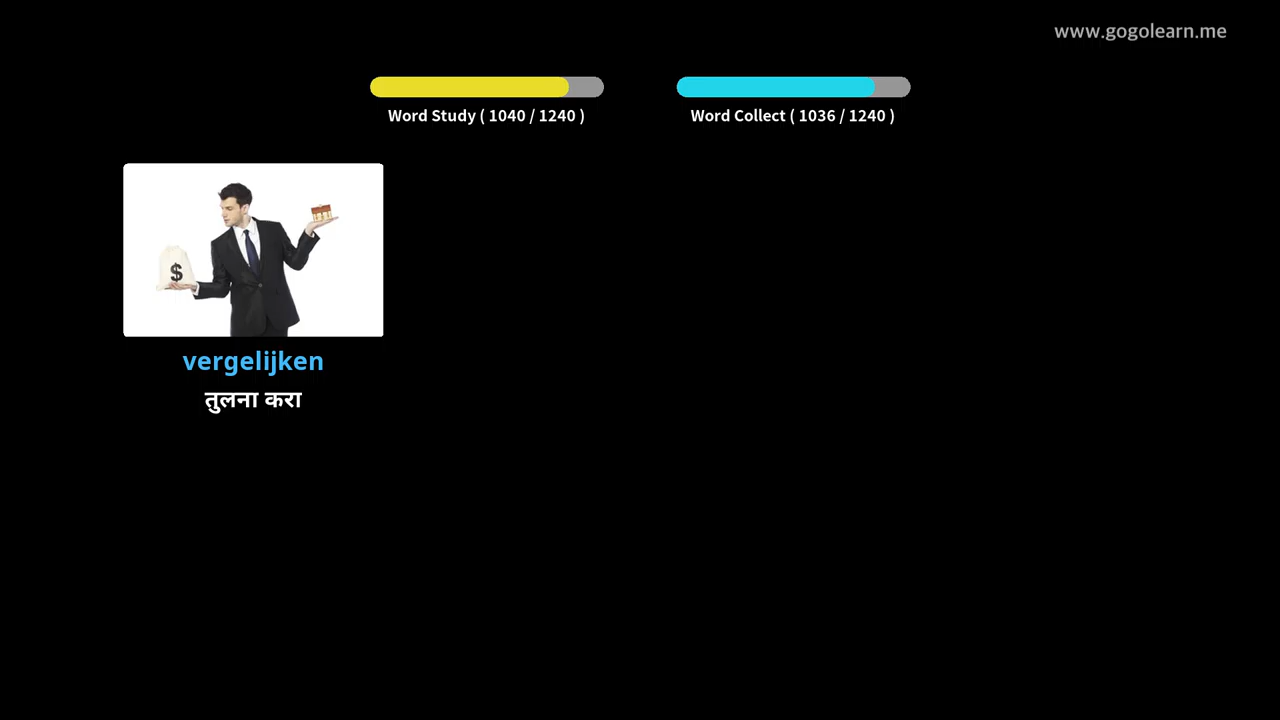 www.gogolearn.me
Word Study ( 1040 / 1240 )
Word Collect ( 1036 / 1240 )
$
vergelijken
तुलना करा